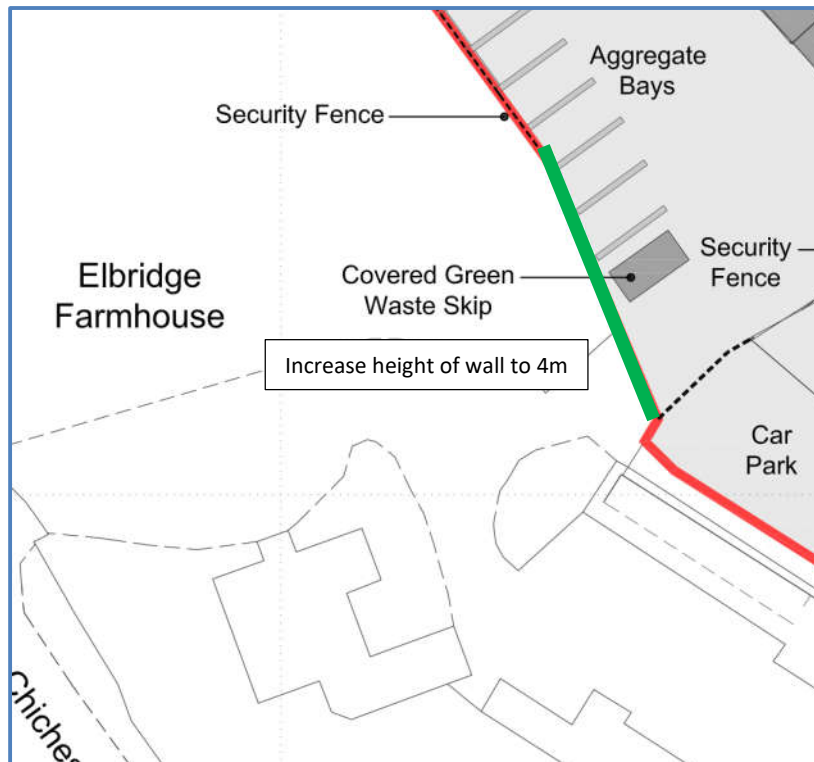 Aggregate
Bays
Security Fence
Elbridge
Farmhouse
Covered Green
Waste Skip
Security
Fence
Increase height of wall to 4m
Car
Park
Chiches